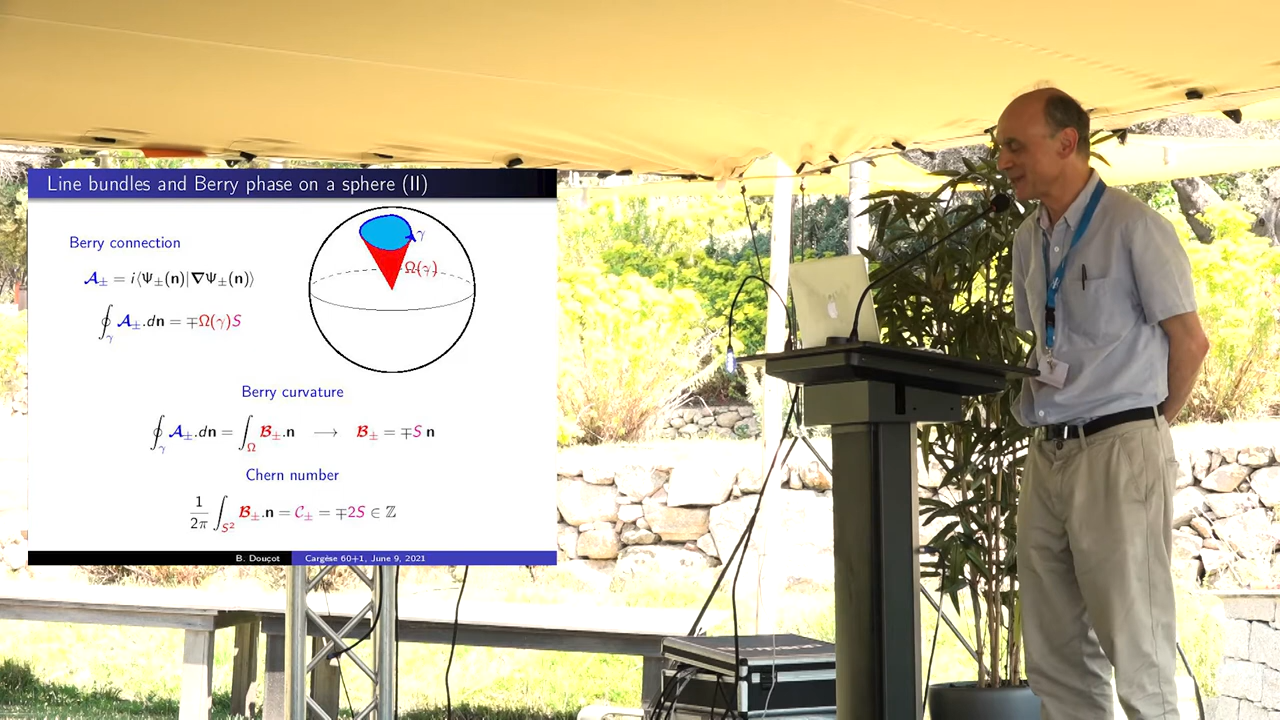 Line bundles and Berry phase on a sphere (II)
Berry connection
𝓐± = i⟨Ψ±(n)|∇Ψ±(n)⟩
∮γ 𝓐±.dn = ∓Ω(γ)S
γ
Ω(γ)
Berry curvature
∮γ 𝓐±.dn = ∫Ω 𝓑±.n ⟶ 𝓑± = ∓S n
Chern number
1/2π ∫S² 𝓑±.n = 𝒞± = ∓2S ∈ ℤ
B. Douçot Cargèse 60+1, June 9, 2021